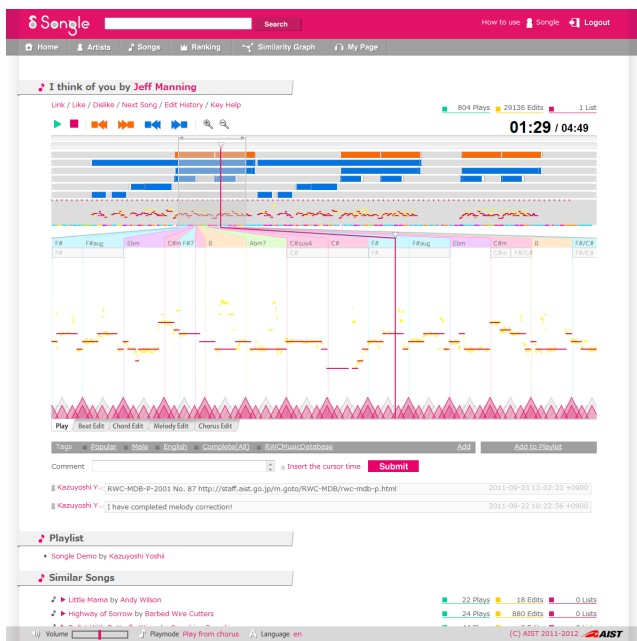 Songle Search How to use Songle Logout
Home Artists Songs Ranking Similarity Graph My Page
I think of you by Jeff Manning
Link / Like / Dislike / Next Song / Edit History / Key Help 804 Plays 29136 Edits 1 List
01:29 / 04:49
F# F#aug Ebm C#m F#7 B Abm7 C#sus4 C# F# F#aug Ebm C#m B F#/C#
F# C# F# C#m F#/C# F#/C#
Play Beat Edit Chord Edit Melody Edit Chorus Edit
Tags Popular Male English Complete(All) RWCMusicDatabase Add Add to Playlist
Comment Insert the cursor time Submit
Kazuyoshi Y... RWC-MDB-P-2001 No. 87 http://staff.aist.go.jp/m.goto/RWC-MDB/rwc-mdb-p.html 2011-09-23 13:02:23 +0900
Kazuyoshi Y... I have completed melody correction! 2011-09-22 10:22:56 +0900
Playlist
Songle Demo by Kazuyoshi Yoshii
Similar Songs
Little Mama by Andy Wilson 22 Plays 18 Edits 0 Lists
Highway of Sorrow by Barbed Wire Cutters 24 Plays 880 Edits 0 Lists
Volume Playmode Play from chorus Language en (C) AIST 2011-2012 AIST